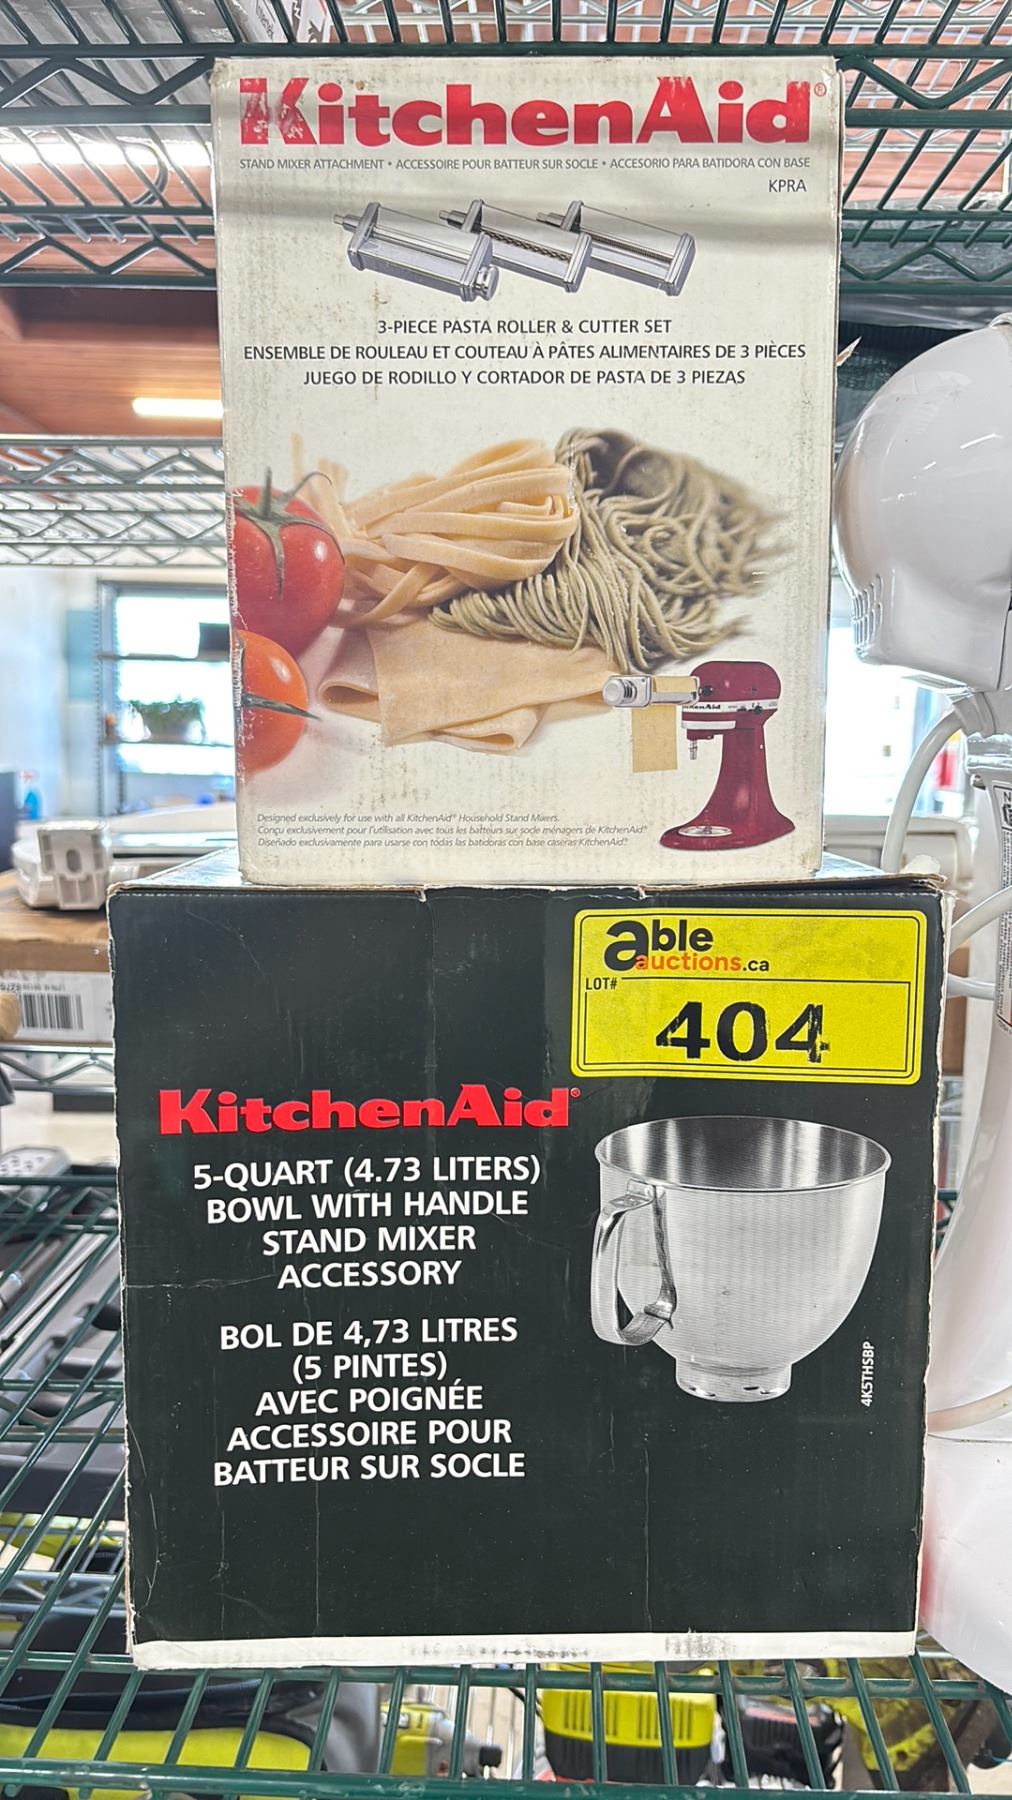 KitchenAid®
STAND MIXER ATTACHMENT • ACCESSOIRE POUR BATTEUR SUR SOCLE • ACCESORIO PARA BATIDORA CON BASE
KPRA
3-PIECE PASTA ROLLER & CUTTER SET
ENSEMBLE DE ROULEAU ET COUTEAU À PÂTES ALIMENTAIRES DE 3 PIÈCES
JUEGO DE RODILLO Y CORTADOR DE PASTA DE 3 PIEZAS
Designed exclusively for use with all KitchenAid® Household Stand Mixers.
Conçu exclusivement pour l'utilisation avec tous les batteurs sur socle ménagers de KitchenAid®
Diseñado exclusivamente para usarse con todas las batidoras con base caseras KitchenAid®
able
auctions.ca
LOT#
404
KitchenAid®
5-QUART (4.73 LITERS)
BOWL WITH HANDLE
STAND MIXER
ACCESSORY
BOL DE 4,73 LITRES
(5 PINTES)
AVEC POIGNÉE
ACCESSOIRE POUR
BATTEUR SUR SOCLE
4K5THSBP